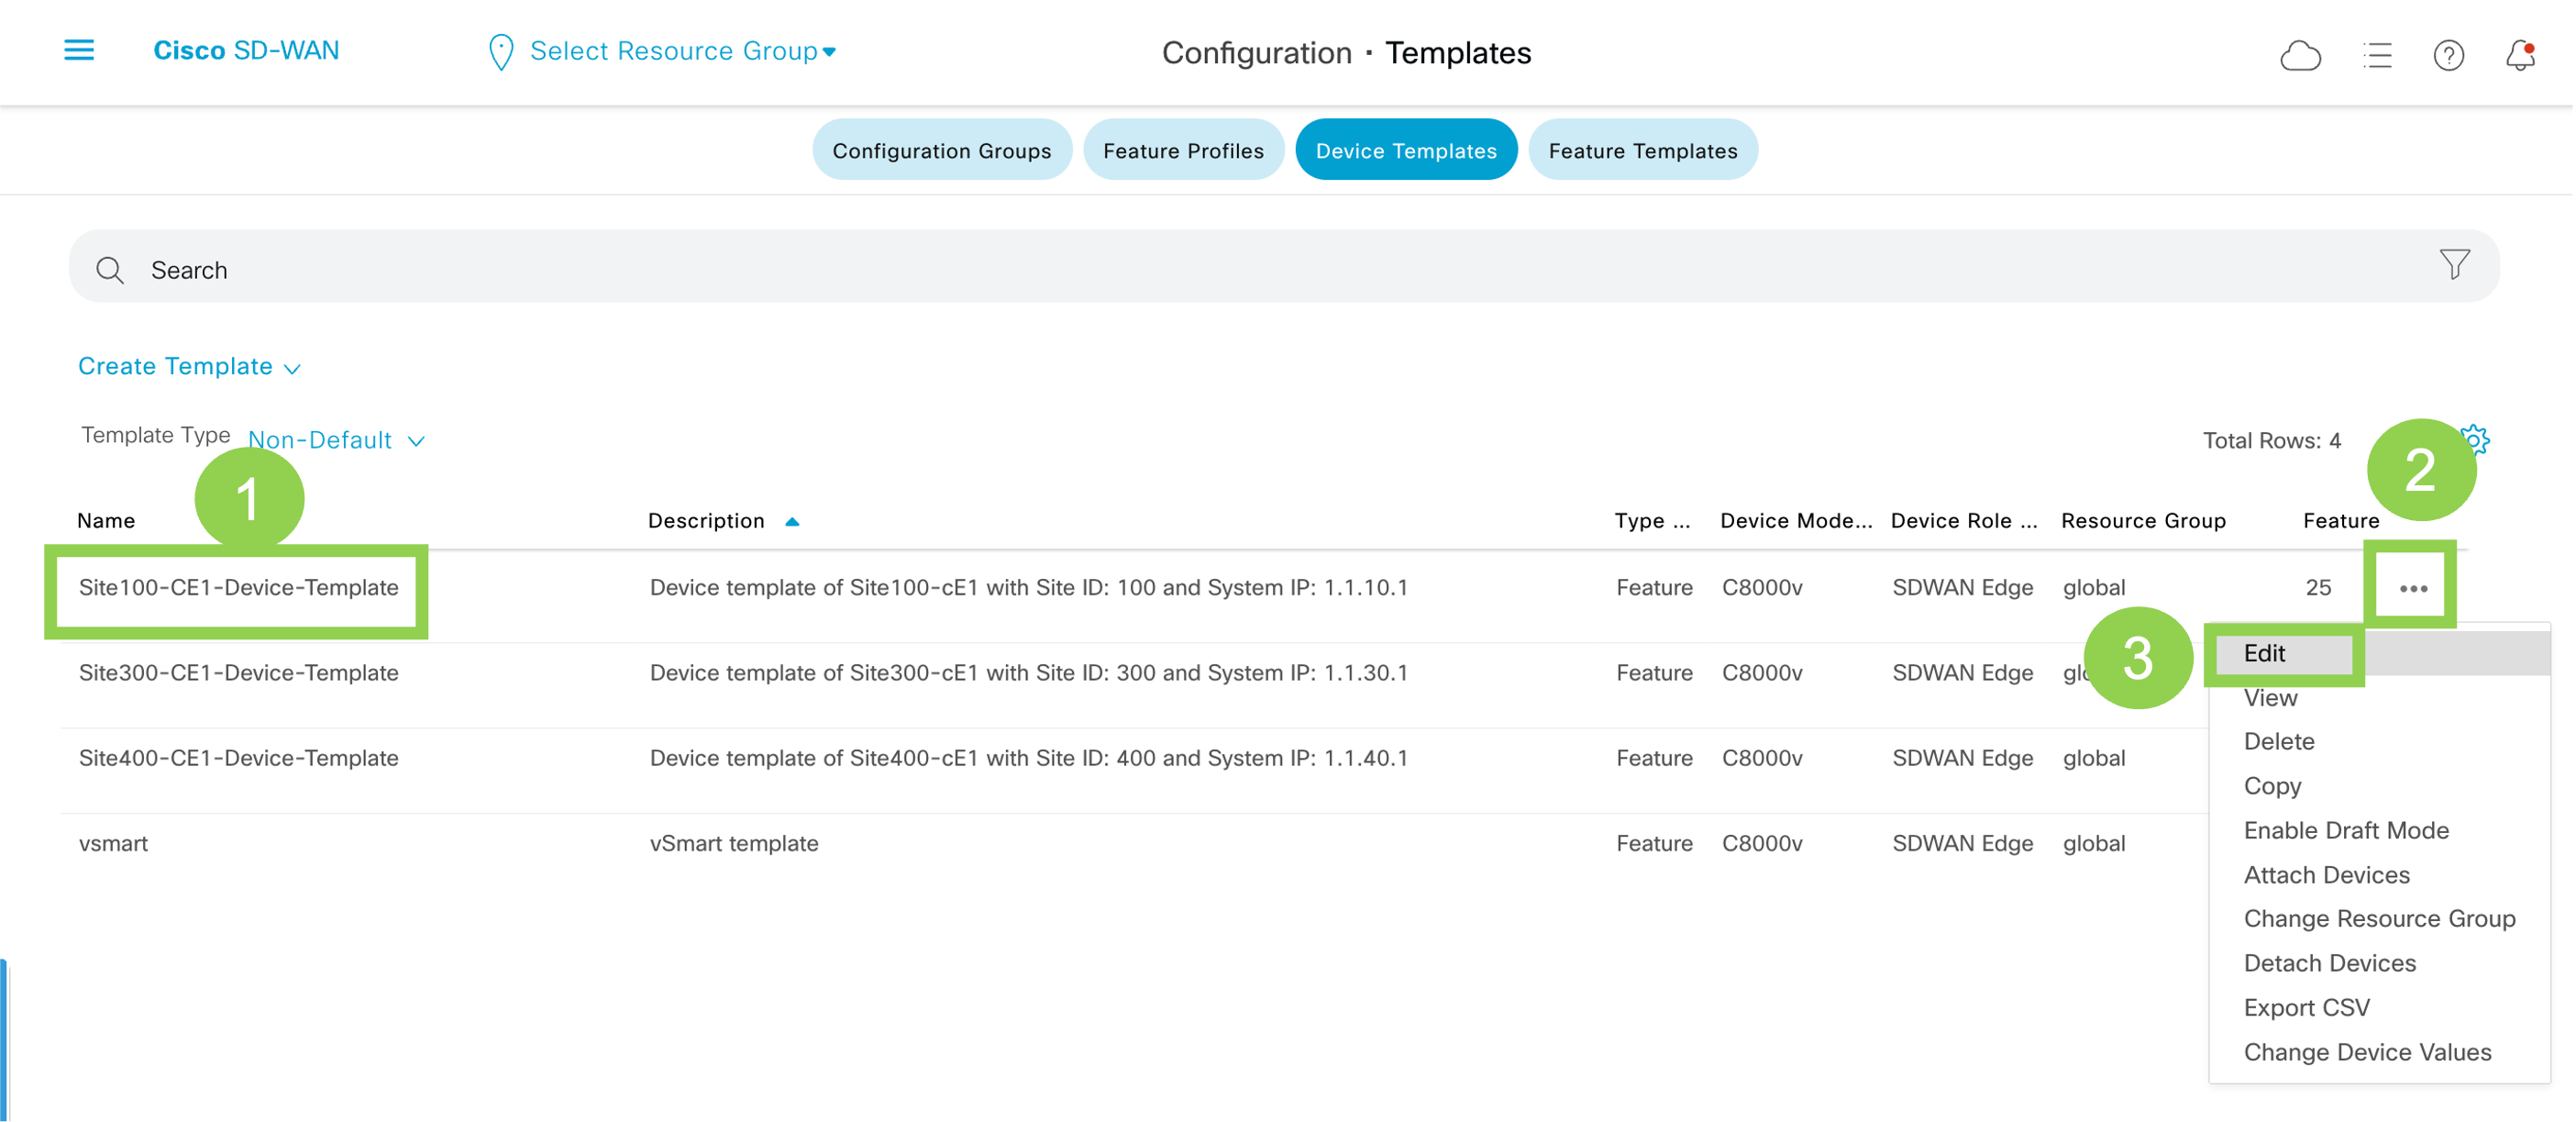 Cisco SD-WAN Select Resource Group Configuration · Templates
Configuration Groups Feature Profiles Device Templates Feature Templates
Search
Create Template
Template Type Non-Default Total Rows: 4
1 2
Name Description Type ... Device Mode... Device Role ... Resource Group Feature
Site100-CE1-Device-Template Device template of Site100-cE1 with Site ID: 100 and System IP: 1.1.10.1 Feature C8000v SDWAN Edge global 25 •••
3 Edit
Site300-CE1-Device-Template Device template of Site300-cE1 with Site ID: 300 and System IP: 1.1.30.1 Feature C8000v SDWAN Edge
View
Delete
Site400-CE1-Device-Template Device template of Site400-cE1 with Site ID: 400 and System IP: 1.1.40.1 Feature C8000v SDWAN Edge global
Copy
Enable Draft Mode
vsmart vSmart template Feature C8000v SDWAN Edge global
Attach Devices
Change Resource Group
Detach Devices
Export CSV
Change Device Values